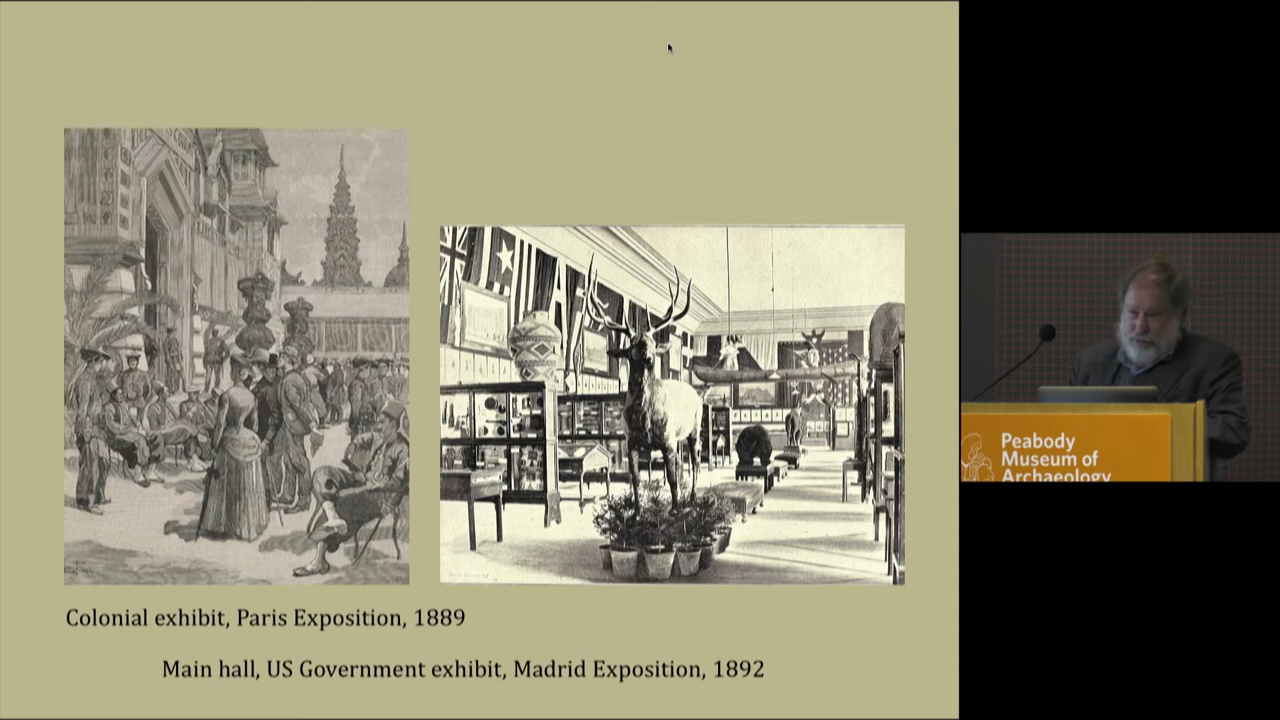 Colonial exhibit, Paris Exposition, 1889
Main hall, US Government exhibit, Madrid Exposition, 1892
Peabody
Museum of
Archaeology